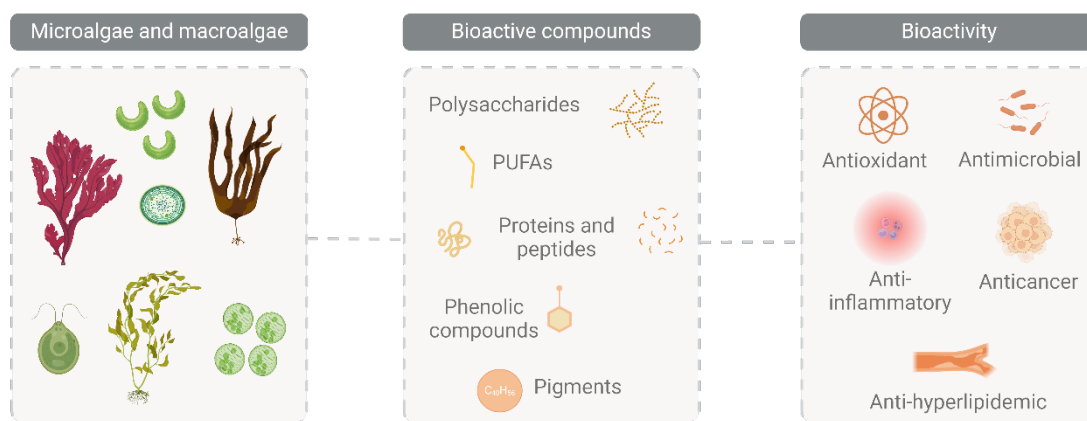 Microalgae and macroalgae
Bioactive compounds
Bioactivity
Polysaccharides
PUFAs
Proteins and
peptides
Phenolic
compounds
C₄₀H₅₆
Pigments
Antioxidant
Antimicrobial
Anti-
inflammatory
Anticancer
Anti-hyperlipidemic